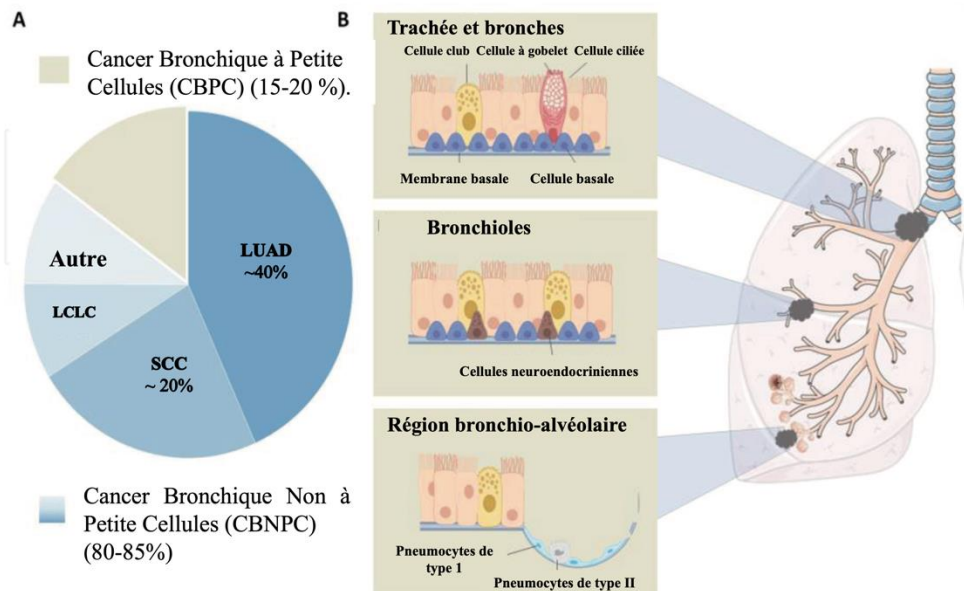 A
Cancer Bronchique à Petite
Cellules (CBPC) (15-20 %).
LUAD
~40%
Autre
LCLC
SCC
~ 20%
Cancer Bronchique Non à
Petite Cellules (CBNPC)
(80-85%)
B
Trachée et bronches
Cellule club Cellule à gobelet Cellule ciliée
Membrane basale Cellule basale
Bronchioles
Cellules neuroendocriniennes
Région bronchio-alvéolaire
Pneumocytes de
type 1
Pneumocytes de type II